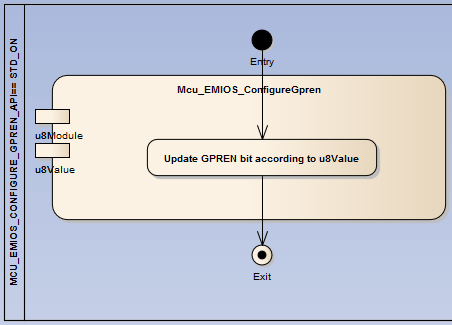 MCU_EMIOS_CONFIGURE_GPREN_API== STD_ON
Entry
Mcu_EMIOS_ConfigureGpren
u8Module
u8Value
Update GPREN bit according to u8Value
Exit